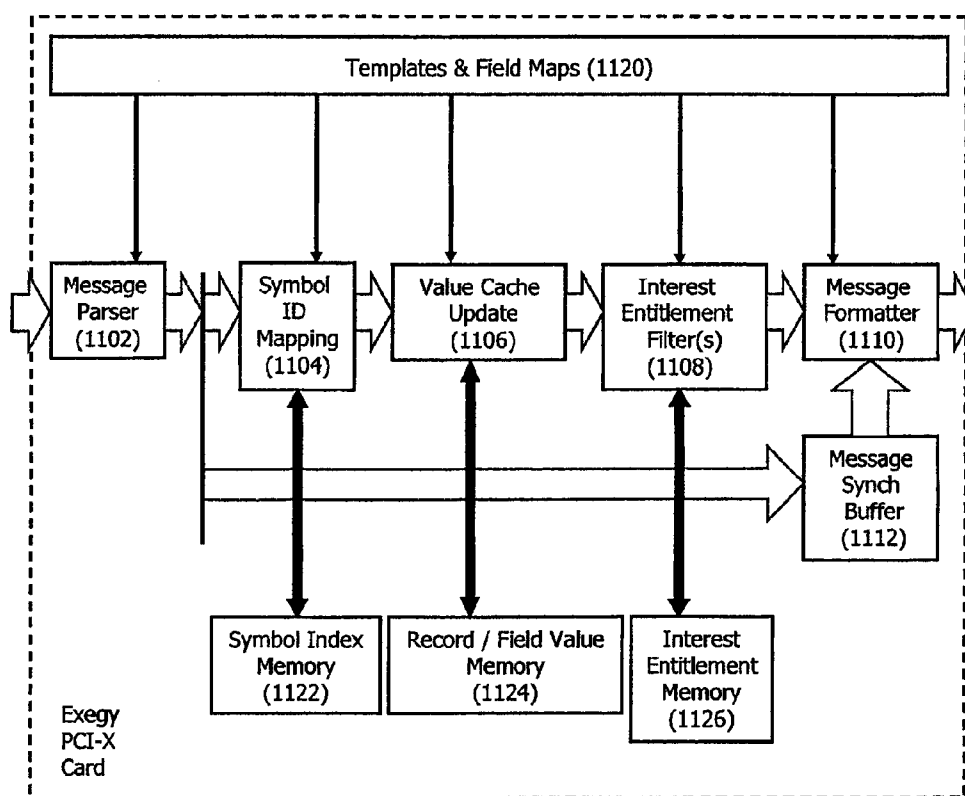 Templates & Field Maps (1120)
Message
Parser
(1102)
Symbol
ID
Mapping
(1104)
Value Cache
Update
(1106)
Interest
Entitlement
Filter(s)
(1108)
Message
Formatter
(1110)
Message
Synch
Buffer
(1112)
Symbol Index
Memory
(1122)
Record / Field Value
Memory
(1124)
Interest
Entitlement
Memory
(1126)
Exegy
PCI-X
Card